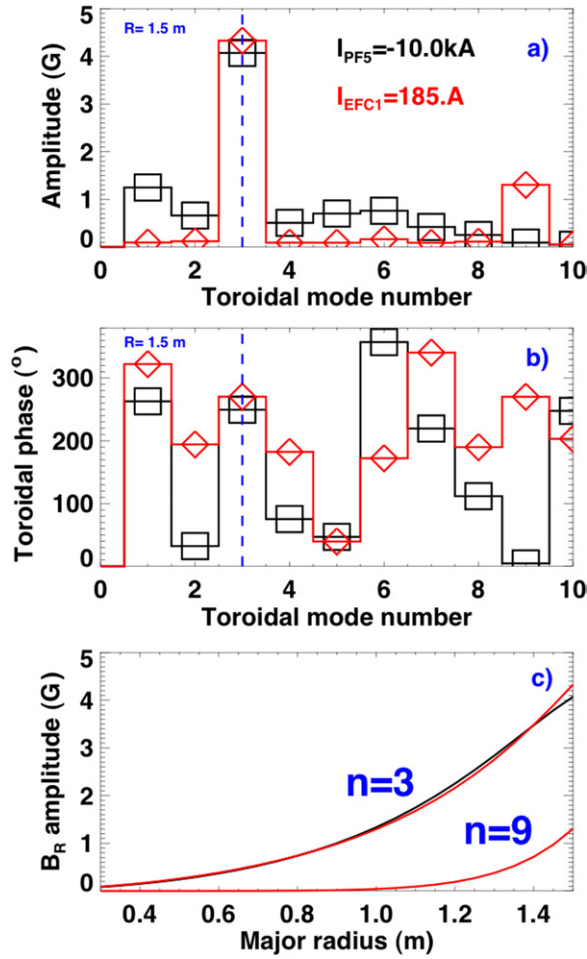 R= 1.5 m
I_PF5=-10.0kA
a)
I_EFC1=185.A
Amplitude (G)
5
4
3
2
1
0
0 2 4 6 8 10
Toroidal mode number
R= 1.5 m
b)
Toroidal phase (°)
300
200
100
0
0 2 4 6 8 10
Toroidal mode number
c)
B_R amplitude (G)
5
4
3
2
1
0
n=3
n=9
0.4 0.6 0.8 1.0 1.2 1.4
Major radius (m)